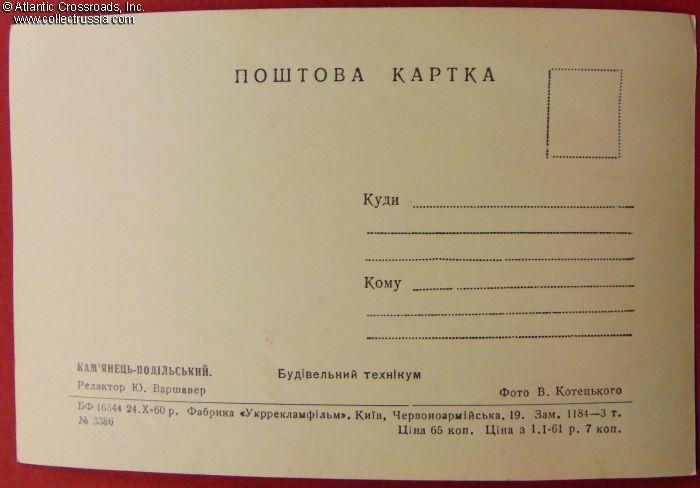 © Atlantic Crossroads, Inc.
www.collectrussia.com
ПОШТОВА КАРТКА
Куди
Кому
КАМ'ЯНЕЦЬ-ПОДІЛЬСЬКИЙ.
Будівельний технікум
Редактор Ю. Варшавер
Фото В. Котецького
БФ 16344 24.X-60 р. Фабрика «Укррекламфільм». Київ, Червоноармійська, 19. Зам. 1184—3 т.
№ 3386
Ціна 65 коп. Ціна з 1.I-61 р. 7 коп.